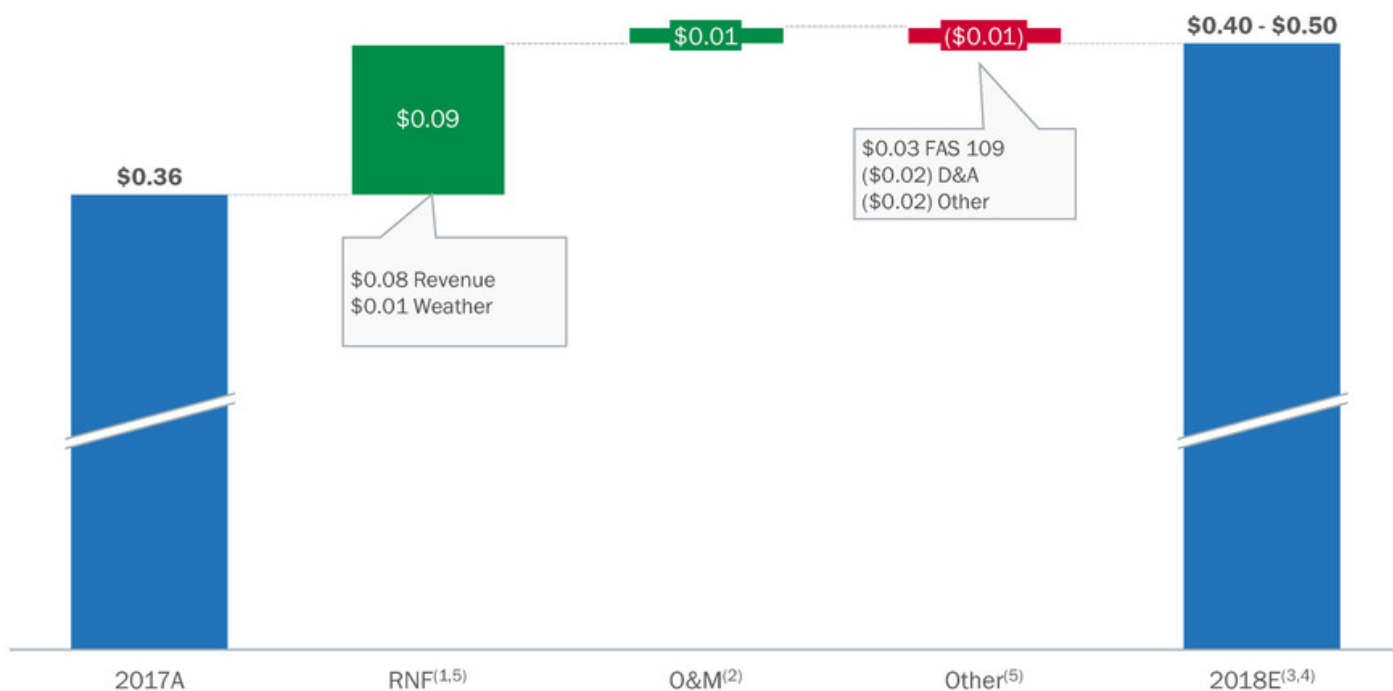 $0.36
$0.09
$0.01
($0.01)
$0.40 - $0.50
$0.08 Revenue
$0.01 Weather
$0.03 FAS 109
($0.02) D&A
($0.02) Other
2017A
RNF(1,5)
O&M(2)
Other(5)
2018E(3,4)